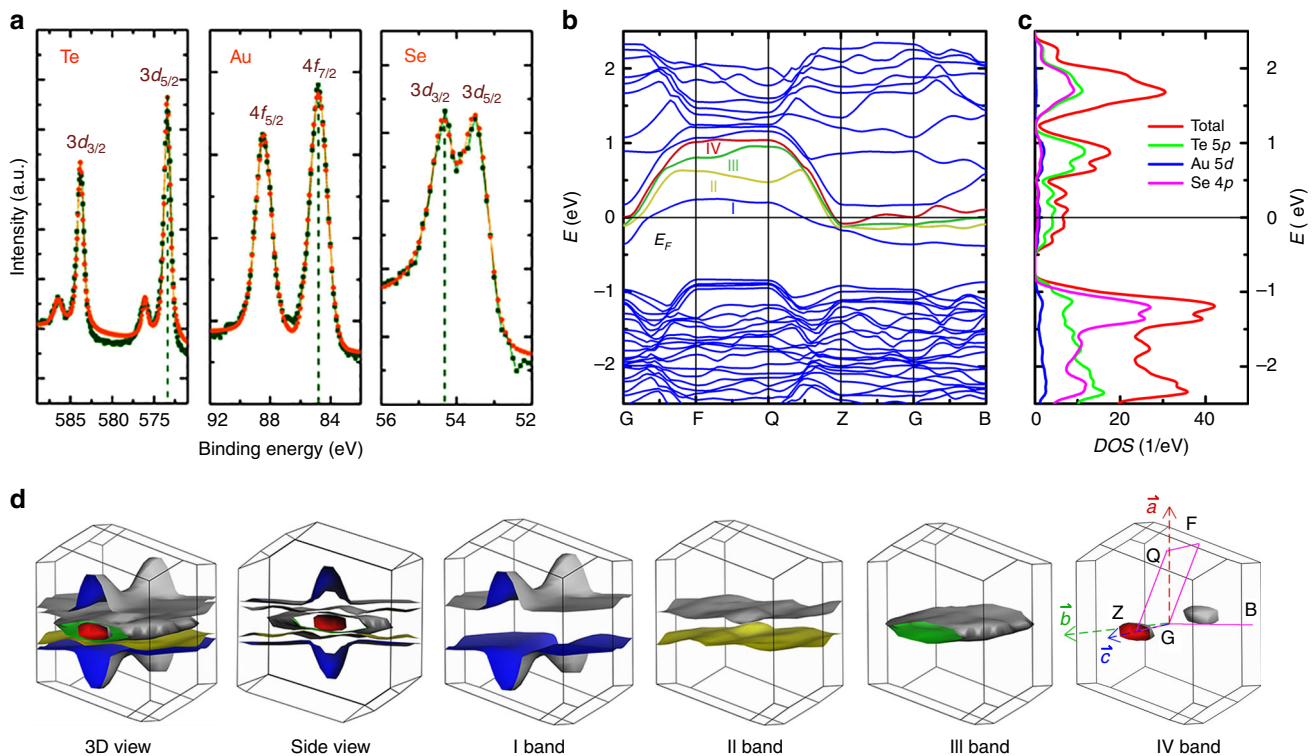 a
Te
3d5/2
3d3/2
Au
4f7/2
4f5/2
Se
3d3/2 3d5/2
Intensity (a.u.)
585 580 575
92 88 84
56 54 52
Binding energy (eV)
b
2
1
0
−1
−2
E (eV)
IV
III
II
I
EF
G F Q Z G B
c
Total
Te 5p
Au 5d
Se 4p
2
1
0
−1
−2
E ( eV)
0 20 40
DOS (1/eV)
d
a
F
Q
Z
B
b
c
G
3D view Side view I band II band III band IV band